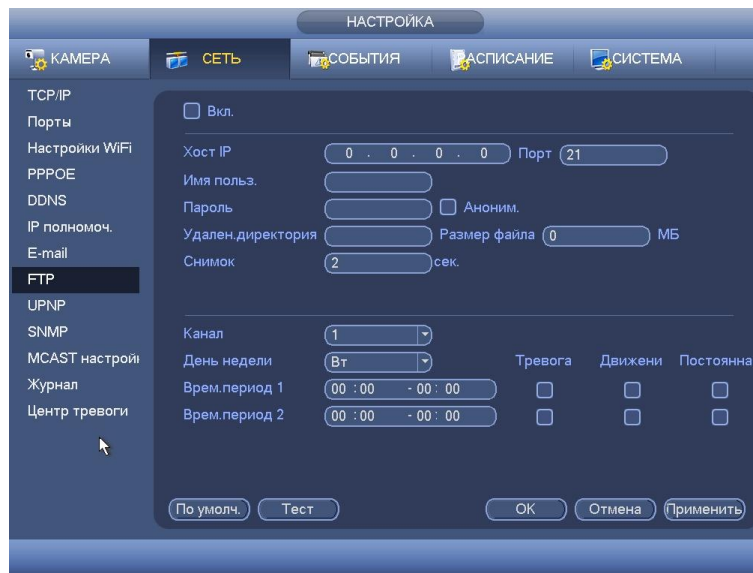 НАСТРОЙКА
КАМЕРА СЕТЬ СОБЫТИЯ АСПИСАНИЕ СИСТЕМА
TCP/IP
Порты
Настройки WiFi
PPPOE
DDNS
IP полномоч.
E-mail
FTP
UPNP
SNMP
MCAST настрой
Журнал
Центр тревоги
Вкл.
Хост IP 0 . 0 . 0 . 0 Порт 21
Имя польз.
Пароль Аноним.
Удален.директория Размер файла 0 МБ
Снимок 2 сек.
Канал 1
День недели Вт Тревога Движени Постоянна
Врем.период 1 00 : 00 - 00 : 00
Врем.период 2 00 : 00 - 00 : 00
По умолч. Тест OK Отмена Применить